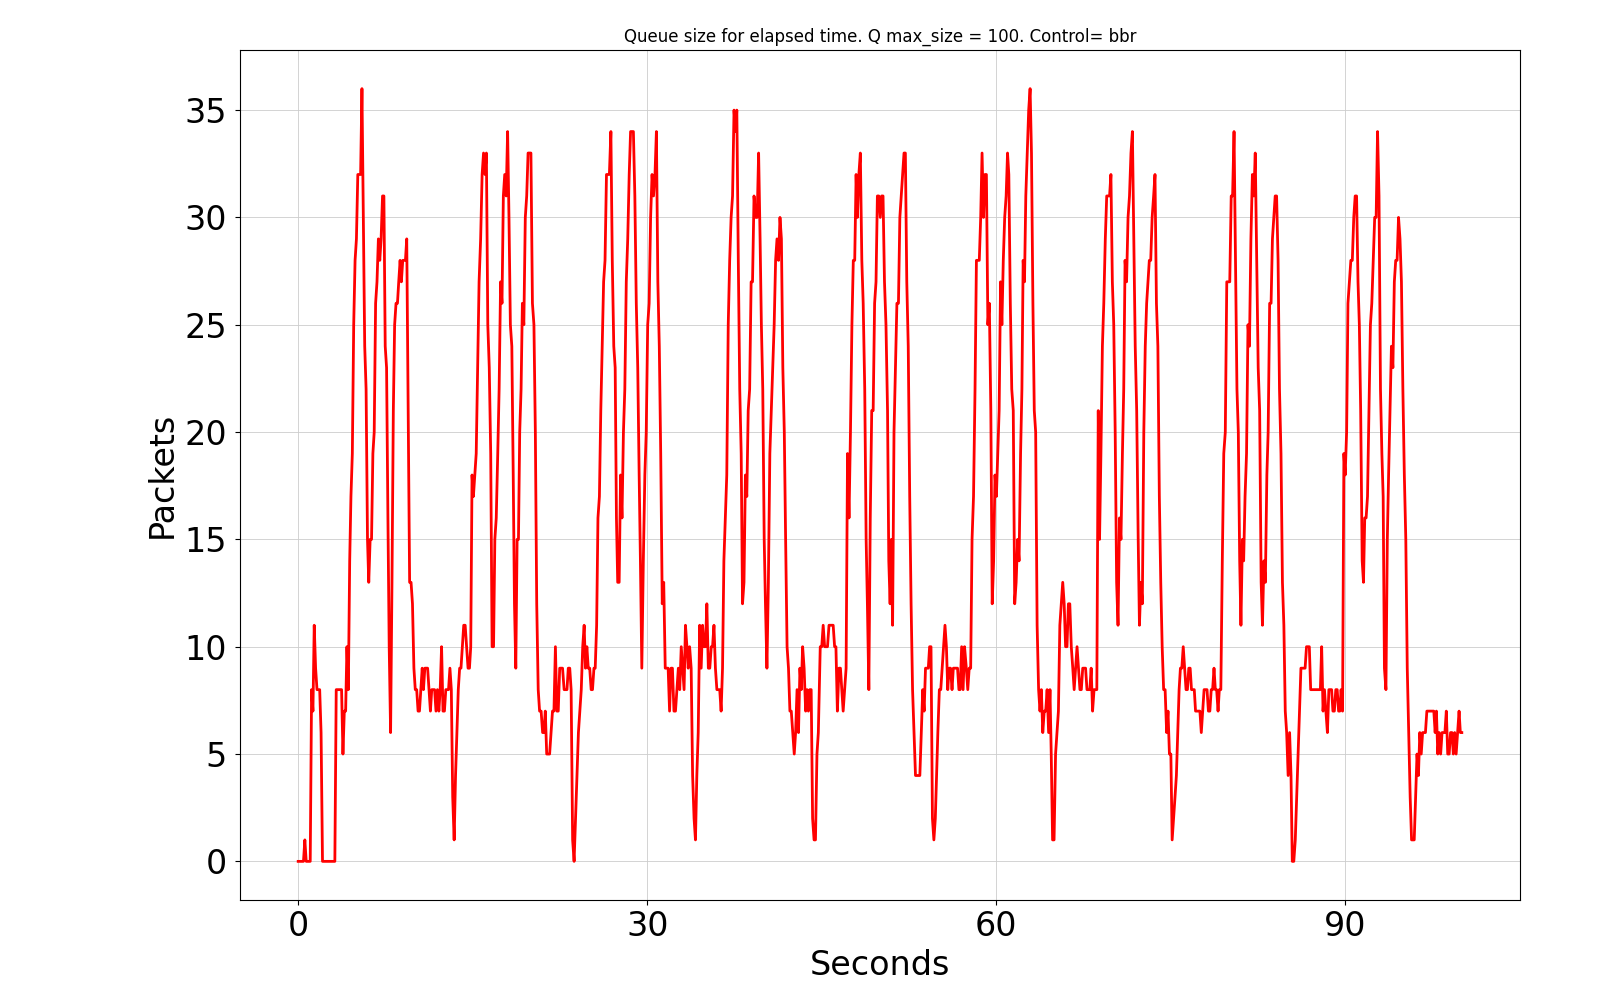 Queue size for elapsed time. Q max_size = 100. Control= bbr
35
30
25
20
15
10
5
0
Packets
0 30 60 90
Seconds